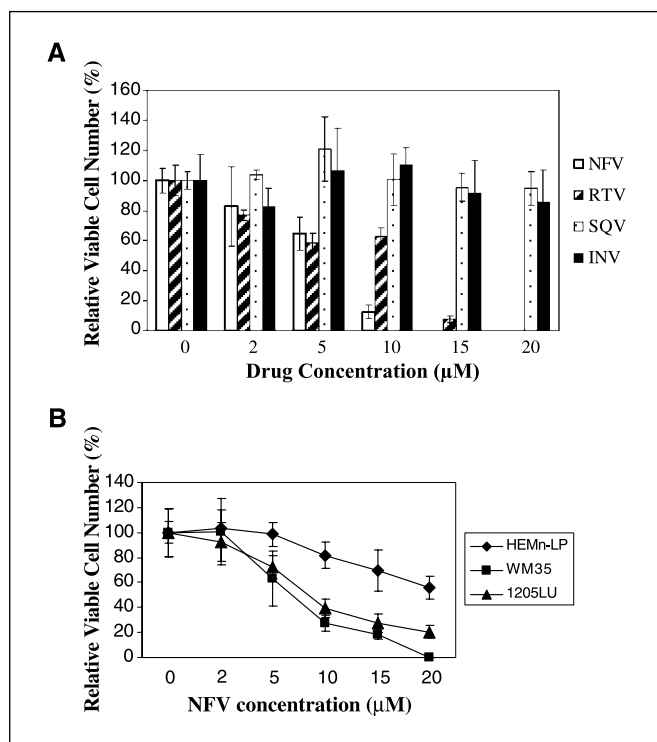 A
Relative Viable Cell Number (%)
160
140
120
100
80
60
40
20
0
0 2 5 10 15 20
Drug Concentration (µM)
NFV
RTV
SQV
INV
B
Relative Viable Cell Number (%)
140
120
100
80
60
40
20
0
0 2 5 10 15 20
NFV concentration (µM)
HEMn-LP
WM35
1205LU